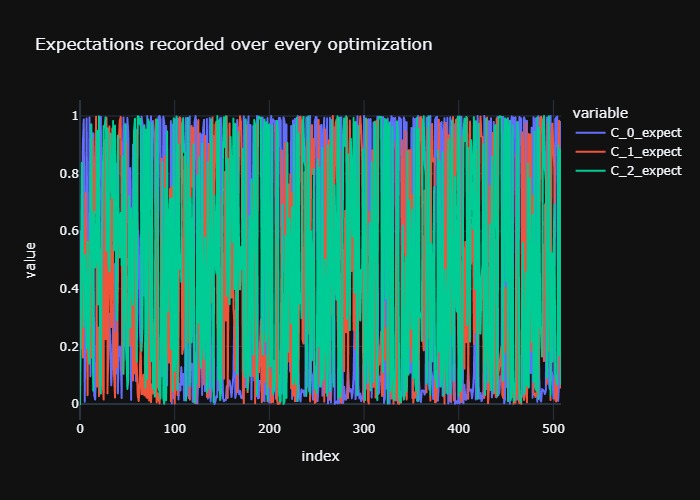 Expectations recorded over every optimization
variable
C_0_expect
C_1_expect
C_2_expect
value
1
0.8
0.6
0.4
0.2
0
0 100 200 300 400 500
index